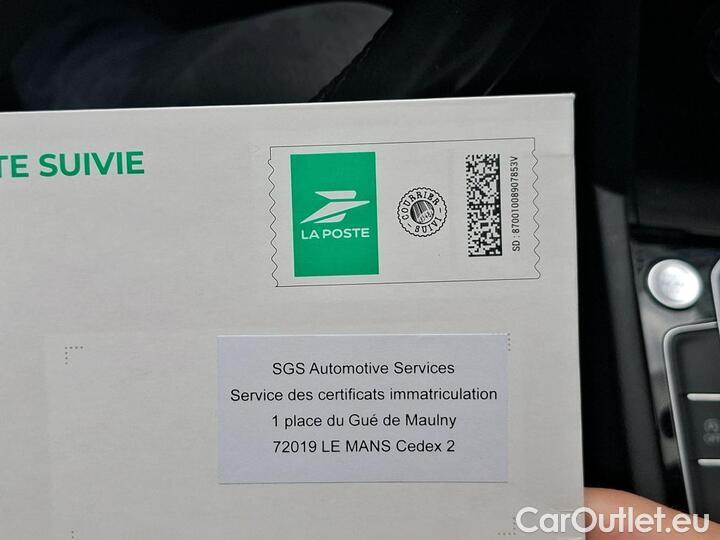 TE SUIVIE
LA POSTE
COURRIER
SUIVI
SD : 87001008907853V
SGS Automotive Services
Service des certificats immatriculation
1 place du Gué de Maulny
72019 LE MANS Cedex 2
CarOutlet.eu